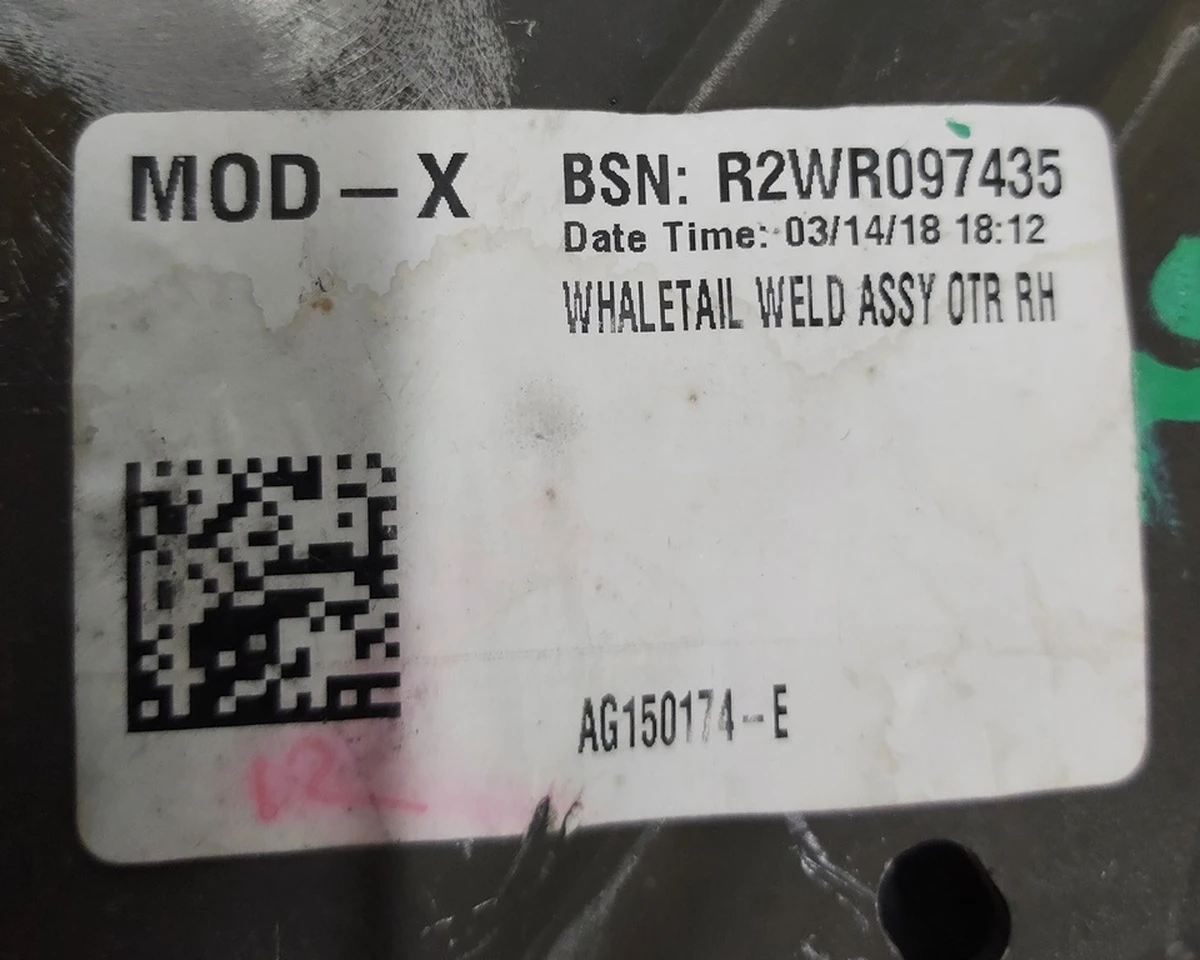 MOD-X
BSN: R2WR097435
Date Time: 03/14/18 18:12
WHALETAIL WELD ASSY OTR RH
AG150174-E